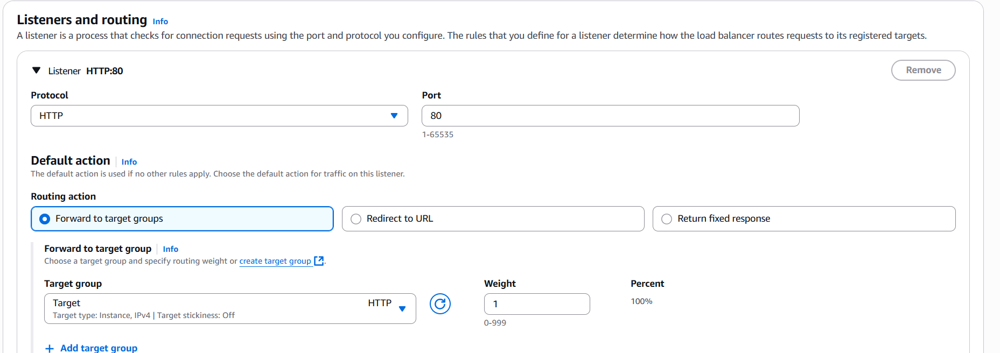 Listeners and routing Info
A listener is a process that checks for connection requests using the port and protocol you configure. The rules that you define for a listener determine how the load balancer routes requests to its registered targets.
Listener HTTP:80
Remove
Protocol
HTTP
Port
80
1-65535
Default action Info
The default action is used if no other rules apply. Choose the default action for traffic on this listener.
Routing action
Forward to target groups
Redirect to URL
Return fixed response
Forward to target group Info
Choose a target group and specify routing weight or create target group.
Target group
Target HTTP
Target type: Instance, IPv4 | Target stickiness: Off
Weight
1
0-999
Percent
100%
+ Add target group